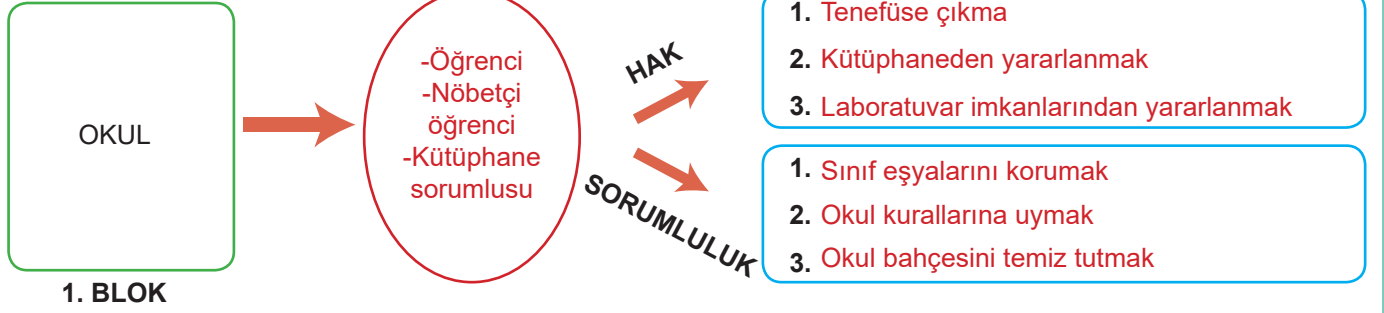 OKUL
1. BLOK
-Öğrenci
-Nöbetçi
öğrenci
-Kütüphane
sorumlusu
HAK
1. Tenefüse çıkma
2. Kütüphaneden yararlanmak
3. Laboratuvar imkanlarından yararlanmak
SORUMLULUK
1. Sınıf eşyalarını korumak
2. Okul kurallarına uymak
3. Okul bahçesini temiz tutmak